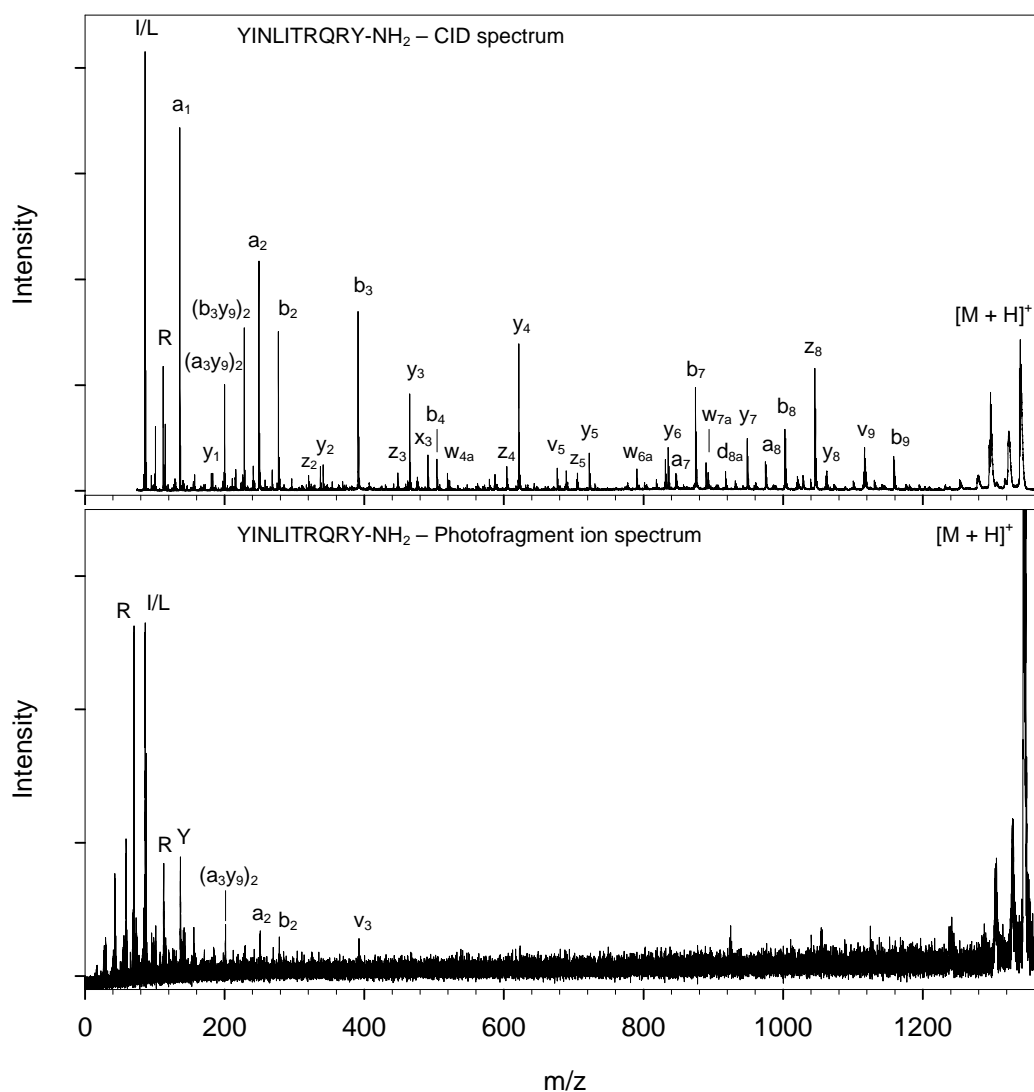 YINLITRQRY-NH₂ – CID spectrum
I/L
a₁
a₂
(b₃y₉)₂
b₂
b₃
R
(a₃y₉)₂
[M + H]⁺
y₄
z₈
y₃
b₇
b₄
w₇ₐ
x₃
y₇
b₈
y₁
y₂
z₂
z₃
w₄ₐ
z₄
v₅
y₅
z₅
w₆ₐ
y₆
a₇
d₈ₐ
a₈
y₈
v₉
b₉
Intensity
YINLITRQRY-NH₂ – Photofragment ion spectrum
[M + H]⁺
R
I/L
R
Y
(a₃y₉)₂
a₂
b₂
v₃
Intensity
0 200 400 600 800 1000 1200
m/z